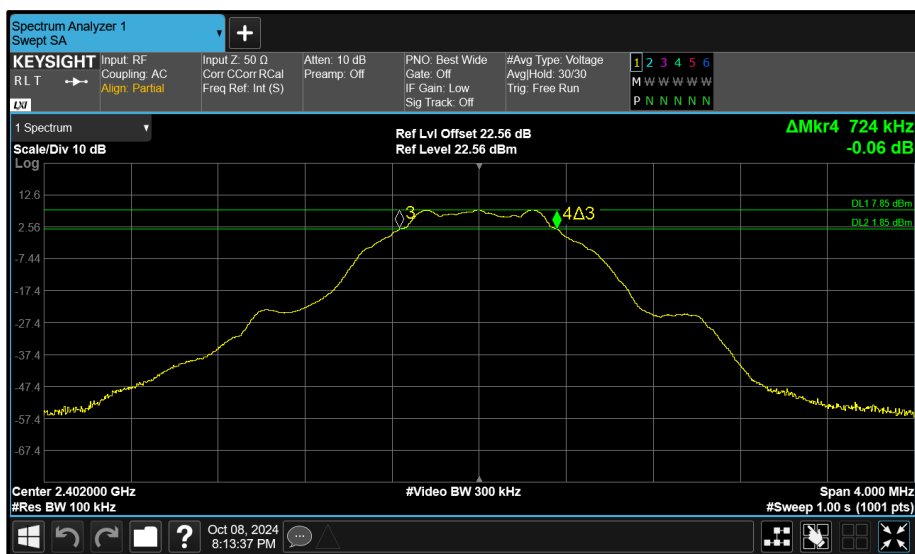 Spectrum Analyzer 1
Swept SA
KEYSIGHT
RLT
LXI
Input: RF
Coupling: AC
Align: Partial
Input Z: 50 Ω
Corr CCorr RCal
Freq Ref: Int (S)
Atten: 10 dB
Preamp: Off
PNO: Best Wide
Gate: Off
IF Gain: Low
Sig Track: Off
#Avg Type: Voltage
Avg|Hold: 30/30
Trig: Free Run
1 2 3 4 5 6
M W W W W W
P N N N N N
1 Spectrum
Scale/Div 10 dB
Log
Ref Lvl Offset 22.56 dB
Ref Level 22.56 dBm
ΔMkr4 724 kHz
-0.06 dB
12.6
2.56
-7.44
-17.4
-27.4
-37.4
-47.4
-57.4
-67.4
3
4Δ3
DL1 7.85 dBm
DL2 1.85 dBm
Center 2.402000 GHz
#Res BW 100 kHz
#Video BW 300 kHz
Span 4.000 MHz
#Sweep 1.00 s (1001 pts)
?
Oct 08, 2024
8:13:37 PM